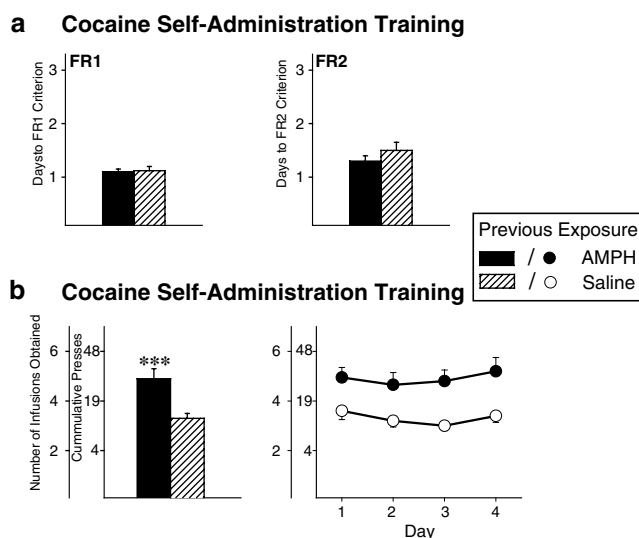 a Cocaine Self-Administration Training
FR1
Daysto FR1 Criterion
3
2
1
FR2
Days to FR2 Criterion
3
2
1
Previous Exposure
/ AMPH
/ Saline
b Cocaine Self-Administration Training
Number of Infusions Obtained
6
4
2
Cummulative Presses
48
19
4
***
6
4
2
48
19
4
1 2 3 4
Day